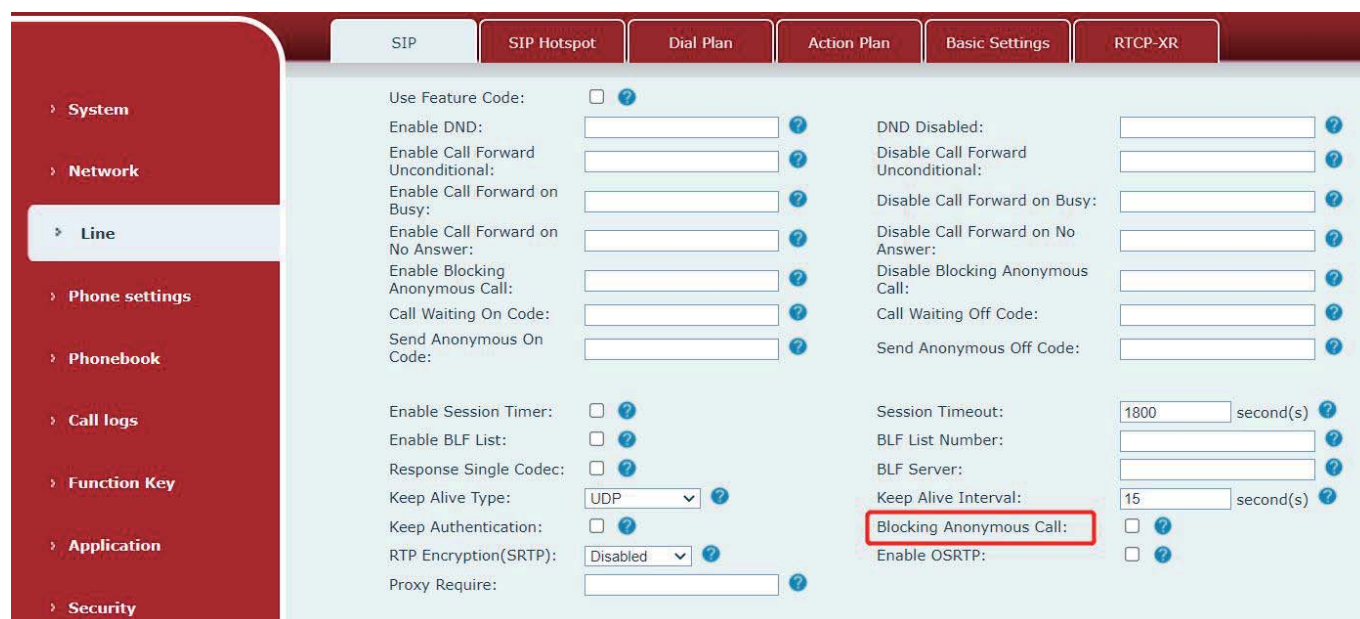 SIP SIP Hotspot Dial Plan Action Plan Basic Settings RTCP-XR
System
Network
Line
Phone settings
Phonebook
Call logs
Function Key
Application
Security
Use Feature Code: ?
Enable DND: ? DND Disabled: ?
Enable Call Forward
Unconditional: ? Disable Call Forward
Unconditional: ?
Enable Call Forward on
Busy: ? Disable Call Forward on Busy: ?
Enable Call Forward on
No Answer: ? Disable Call Forward on No
Answer: ?
Enable Blocking
Anonymous Call: ? Disable Blocking Anonymous
Call: ?
Call Waiting On Code: ? Call Waiting Off Code: ?
Send Anonymous On
Code: ? Send Anonymous Off Code: ?
Enable Session Timer: ? Session Timeout: 1800 second(s) ?
Enable BLF List: ? BLF List Number: ?
Response Single Codec: ? BLF Server: ?
Keep Alive Type: UDP ? Keep Alive Interval: 15 second(s) ?
Keep Authentication: ? Blocking Anonymous Call: ?
RTP Encryption(SRTP): Disabled ? Enable OSRTP: ?
Proxy Require: ?